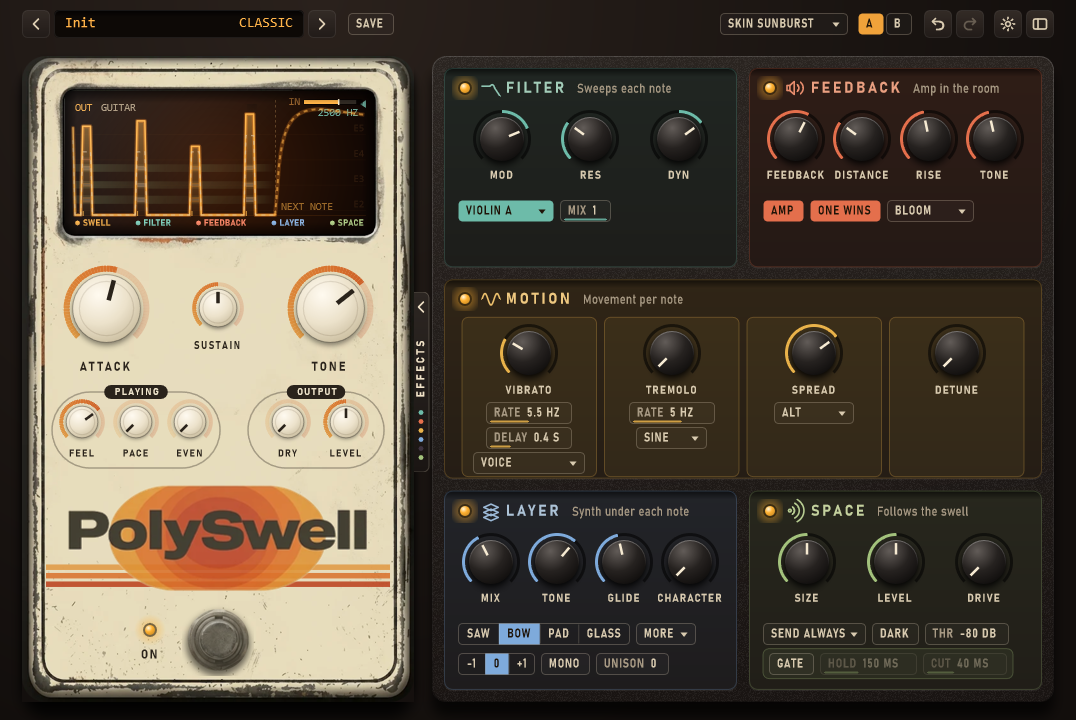 Init CLASSIC SAVE SKIN SUNBURST A B
OUT GUITAR IN
2500 HZ
E5
E4
E3
E2
NEXT NOTE
SWELL FILTER FEEDBACK LAYER SPACE
ATTACK SUSTAIN TONE
PLAYING OUTPUT
FEEL PACE EVEN DRY LEVEL
PolySwell
ON
EFFECTS
FILTER Sweeps each note
MOD RES DYN
VIOLIN A MIX 1
FEEDBACK Amp in the room
FEEDBACK DISTANCE RISE TONE
AMP ONE WINS BLOOM
MOTION Movement per note
VIBRATO TREMOLO SPREAD DETUNE
RATE 5.5 HZ RATE 5 HZ ALT
DELAY 0.4 S SINE
VOICE
LAYER Synth under each note
MIX TONE GLIDE CHARACTER
SAW BOW PAD GLASS MORE
-1 0 +1 MONO UNISON 0
SPACE Follows the swell
SIZE LEVEL DRIVE
SEND ALWAYS DARK THR -80 DB
GATE HOLD 150 MS CUT 40 MS